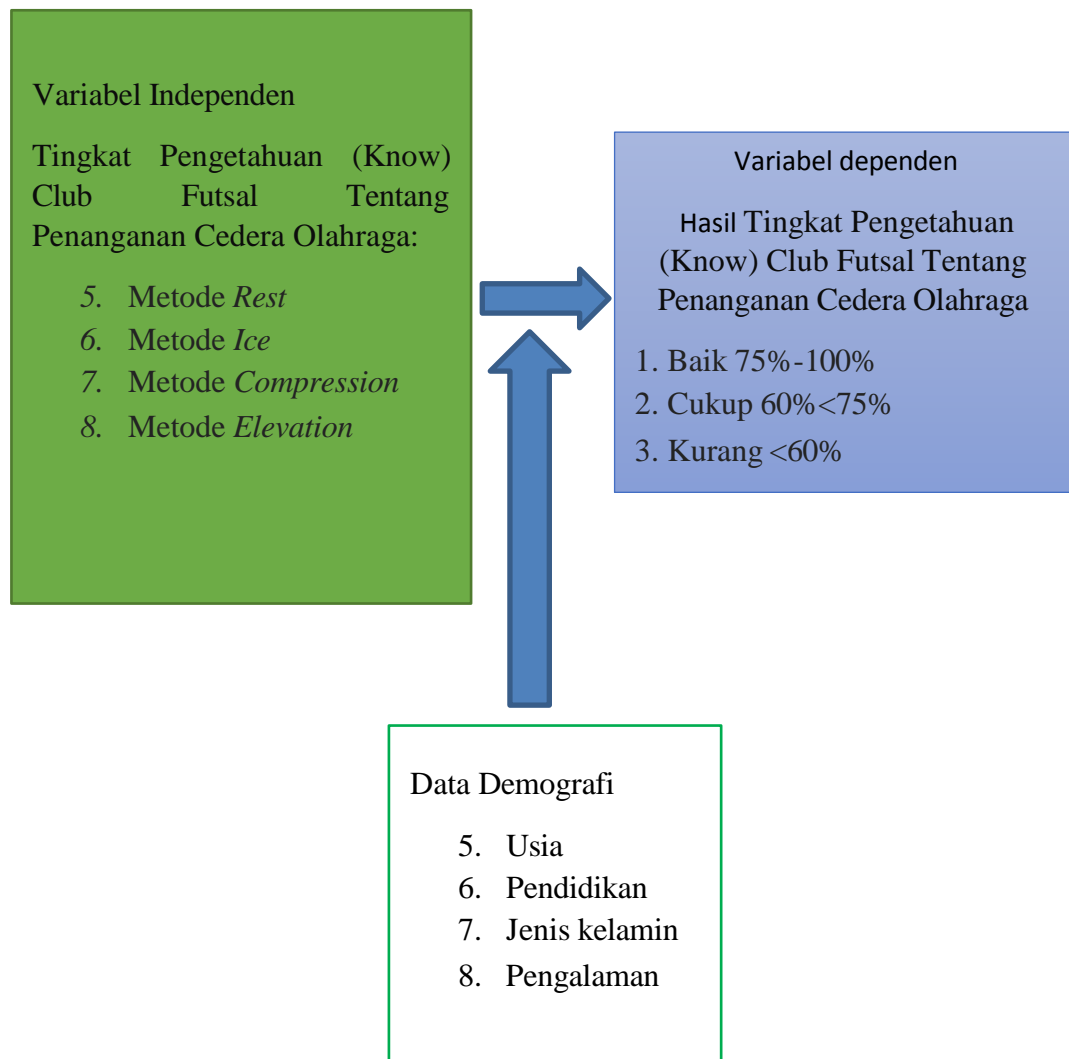 Variabel Independen
Tingkat Pengetahuan (Know)
Club Futsal Tentang
Penanganan Cedera Olahraga:
5. Metode Rest
6. Metode Ice
7. Metode Compression
8. Metode Elevation
Variabel dependen
Hasil Tingkat Pengetahuan
(Know) Club Futsal Tentang
Penanganan Cedera Olahraga
1. Baik 75%-100%
2. Cukup 60%<75%
3. Kurang <60%
Data Demografi
5. Usia
6. Pendidikan
7. Jenis kelamin
8. Pengalaman